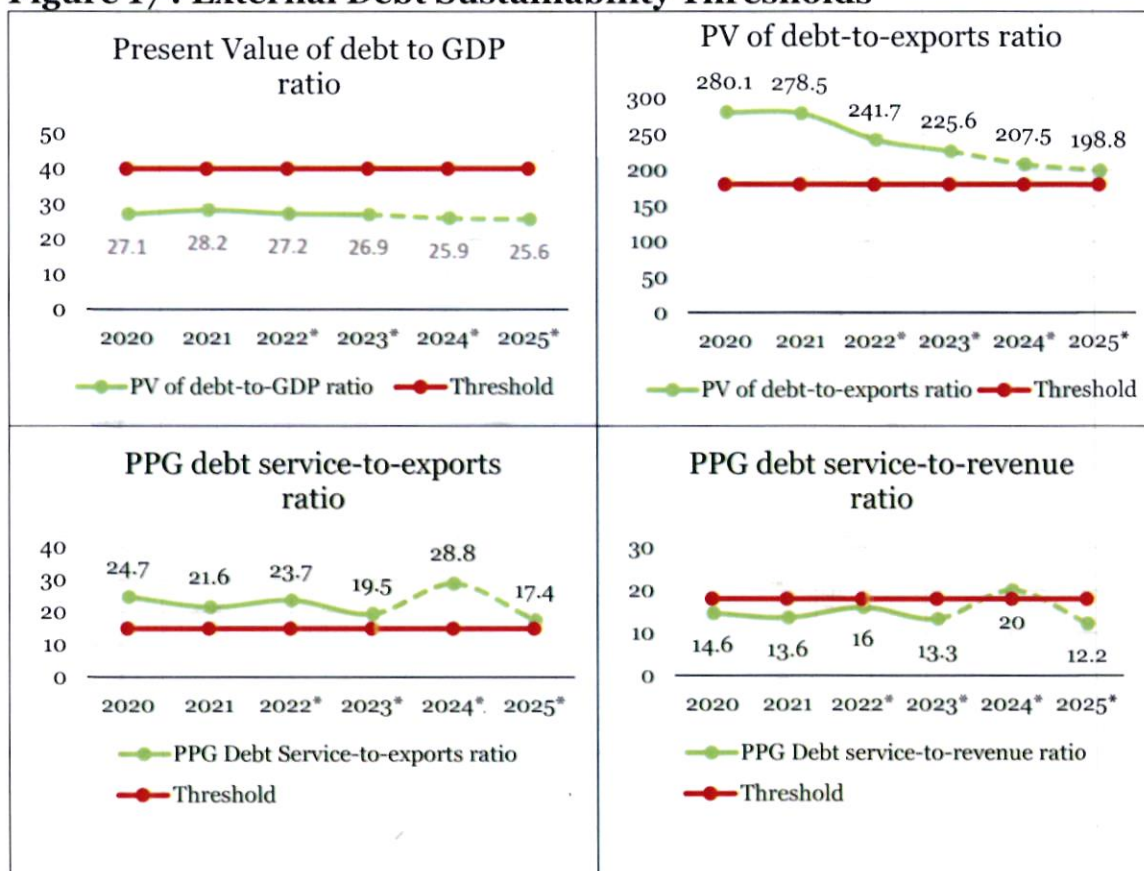 Figure 17 : External Debt Sustainability Thresholds
Present Value of debt to GDP
ratio
50
40
30
20
10
0
27.1 28.2 27.2 26.9 25.9 25.6
2020 2021 2022* 2023* 2024* 2025*
PV of debt-to-GDP ratio Threshold
PV of debt-to-exports ratio
300
250
200
150
100
50
0
280.1 278.5 241.7 225.6 207.5 198.8
2020 2021 2022* 2023* 2024* 2025*
PV of debt-to-exports ratio Threshold
PPG debt service-to-exports
ratio
40
30
20
10
0
24.7 21.6 23.7 19.5 28.8 17.4
2020 2021 2022* 2023* 2024* 2025*
PPG Debt Service-to-exports ratio
Threshold
PPG debt service-to-revenue
ratio
30
20
10
0
14.6 13.6 16 13.3 20 12.2
2020 2021 2022* 2023* 2024* 2025*
PPG Debt service-to-revenue ratio
Threshold